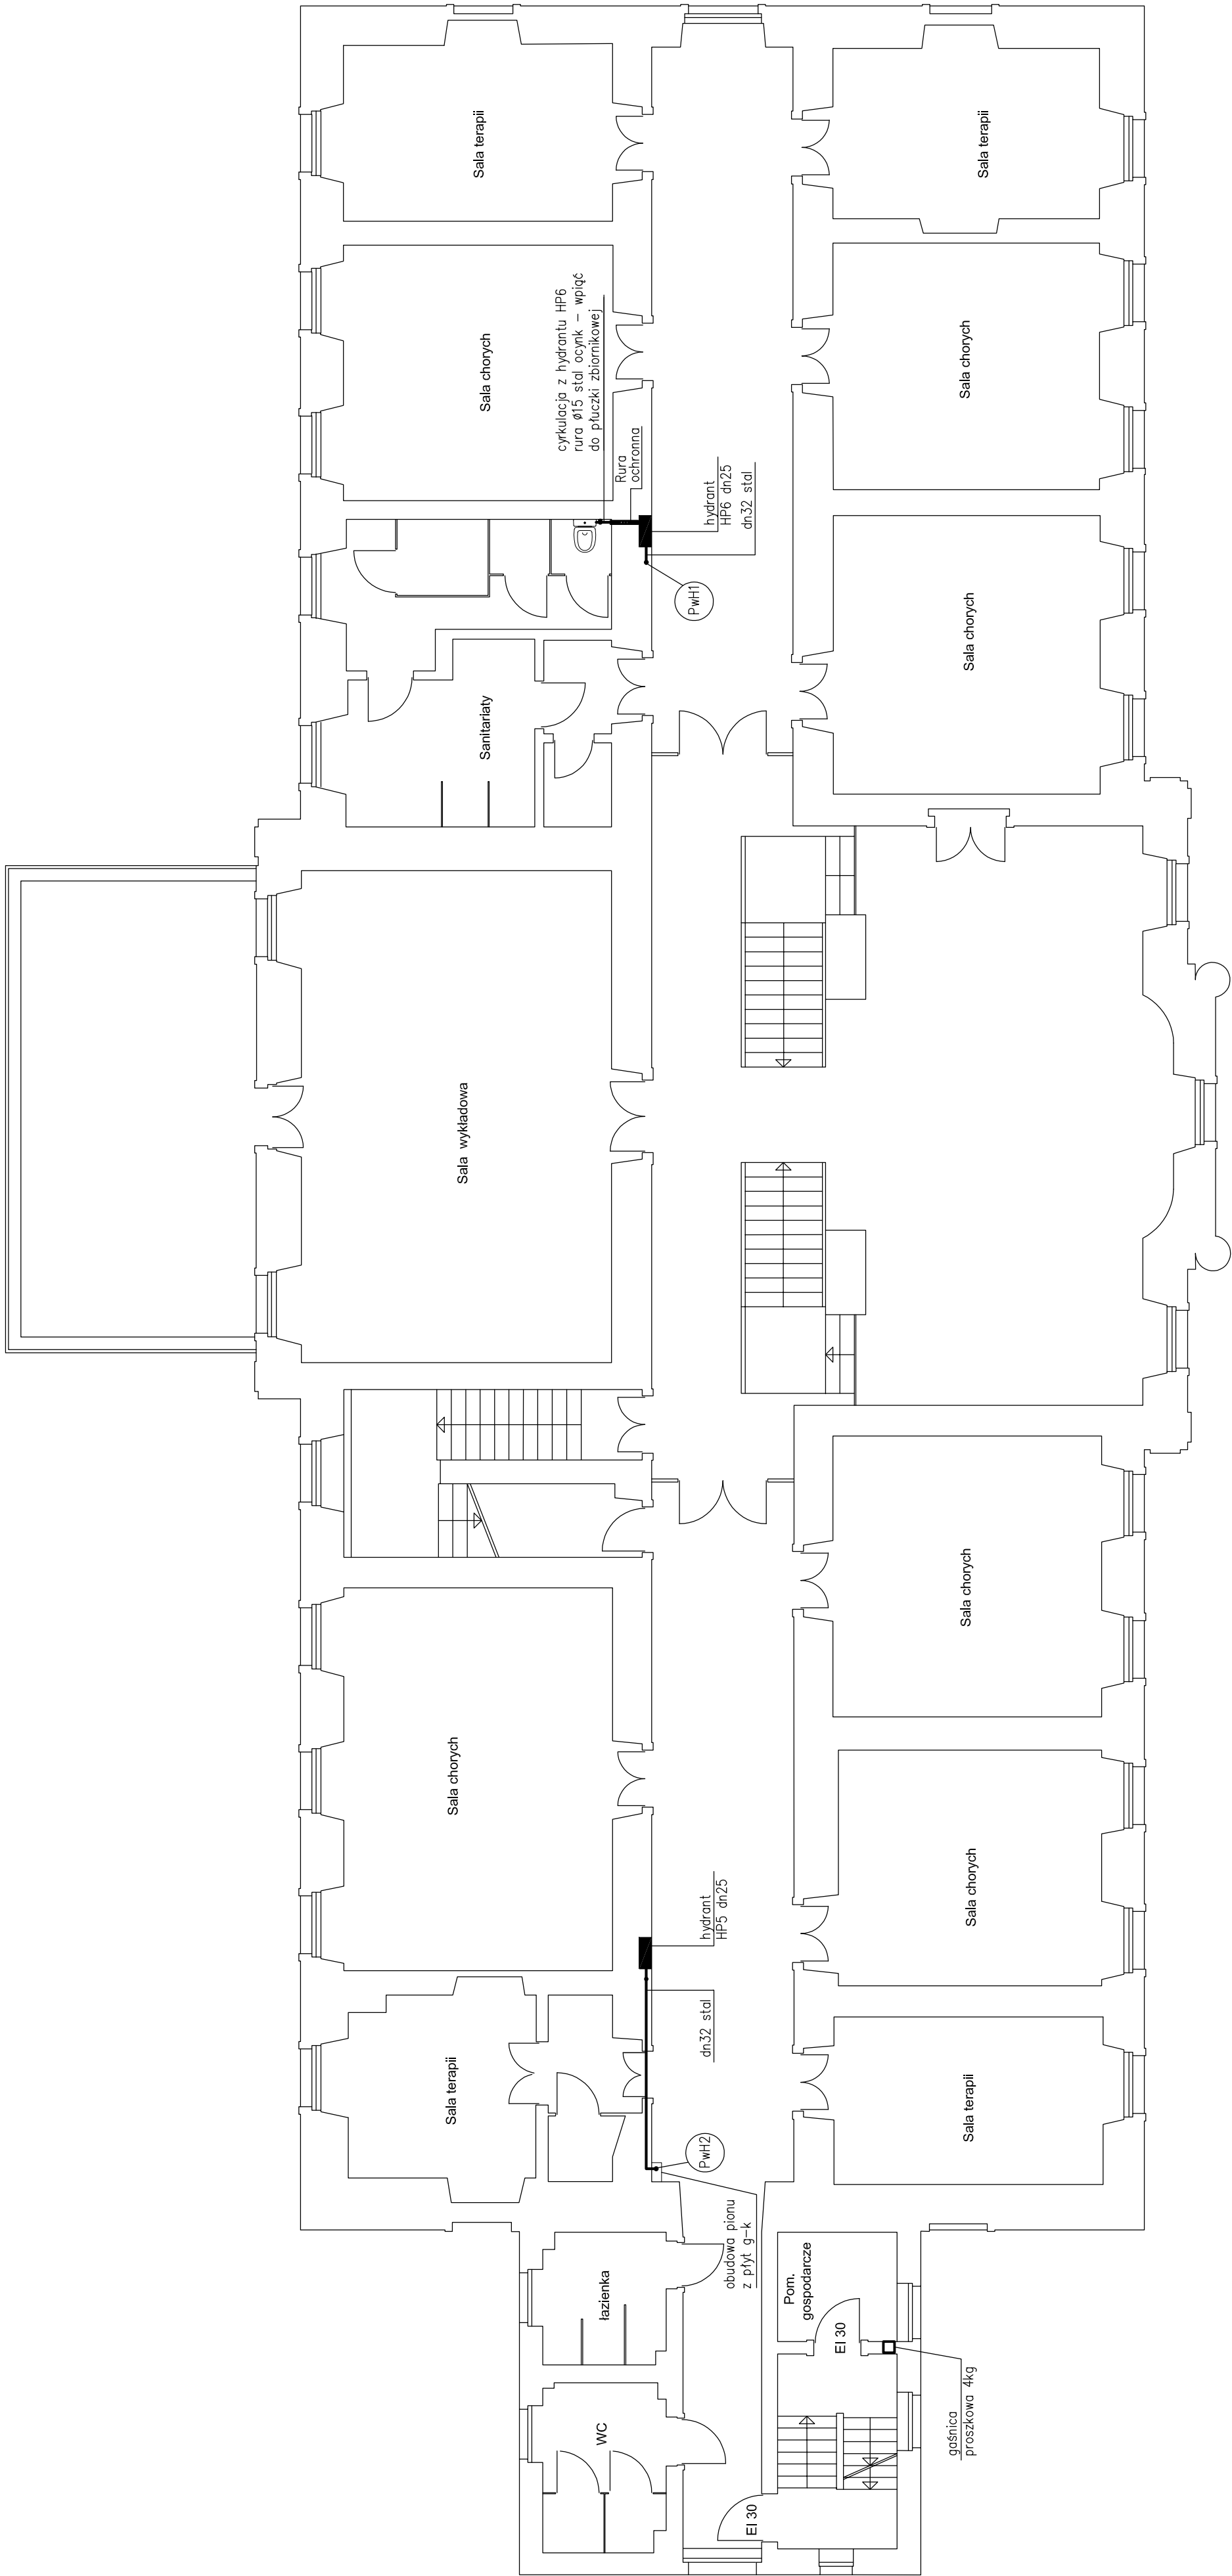 Sala terapii
Sala chorych
cyrkulacja z hydrantu HP6
rura ø15 stal ocynk – wpiąć
do płuczki zbiornikowej
Rura
ochronna
hydrant
HP6 dn25
dn32 stal
PwH1
Sanitariaty
Sala wykładowa
Sala chorych
hydrant
HP5 dn25
dn32 stal
Sala terapii
PwH2
obudowa pionu
z płyt g–k
łazienka
WC
Sala terapii
Sala chorych
Sala chorych
Sala chorych
Sala chorych
Sala terapii
Pom.
gospodarcze
EI 30
gaśnica
proszkowa 4kg
EI 30